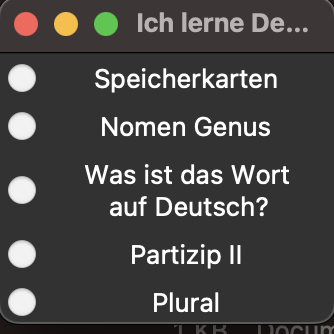 Ich lerne De...
Speicherkarten
Nomen Genus
Was ist das Wort
auf Deutsch?
Partizip II
Plural